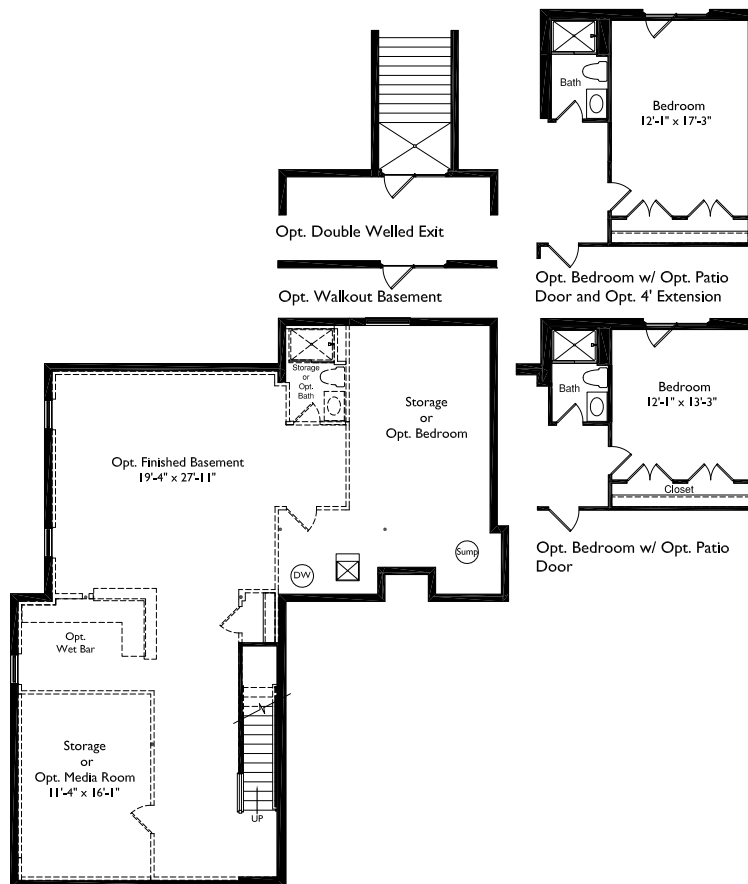 Bath
Bedroom
12'-1" x 17'-3"
Opt. Double Welled Exit
Opt. Walkout Basement
Opt. Bedroom w/ Opt. Patio
Door and Opt. 4' Extension
Storage
or
Opt.
Bath
Storage
or
Opt. Bedroom
Bath
Bedroom
12'-1" x 13'-3"
Closet
Opt. Bedroom w/ Opt. Patio
Door
Opt. Finished Basement
19'-4" x 27'-11"
DW
Sump
Opt.
Wet Bar
Storage
or
Opt. Media Room
11'-4" x 16'-1"
UP